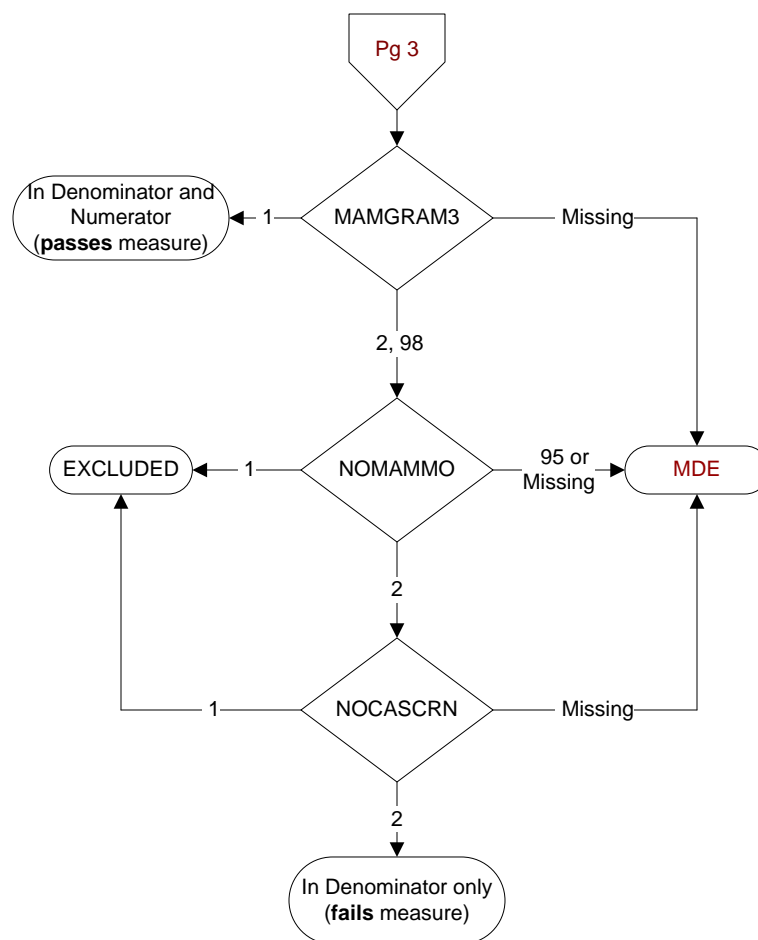 Pg 3
In Denominator and
Numerator
(passes measure)
1
MAMGRAM3
Missing
2, 98
EXCLUDED
1
NOMAMMO
95 or
Missing
MDE
2
1
NOCASCRN
Missing
2
In Denominator only
(fails measure)